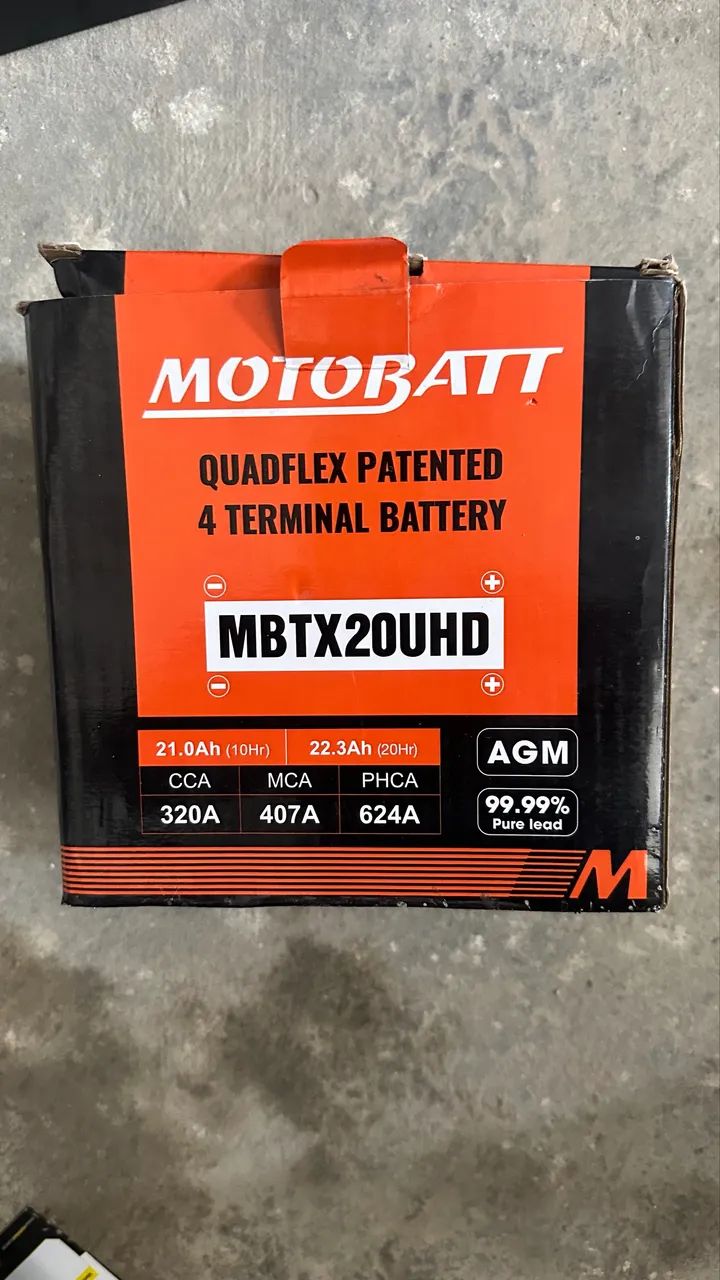 MOTOBATT
QUADFLEX PATENTED
4 TERMINAL BATTERY
− +
MBTX20UHD
− +
21.0Ah (10Hr) 22.3Ah (20Hr)
CCA MCA PHCA
320A 407A 624A
AGM
99.99%
Pure lead
M